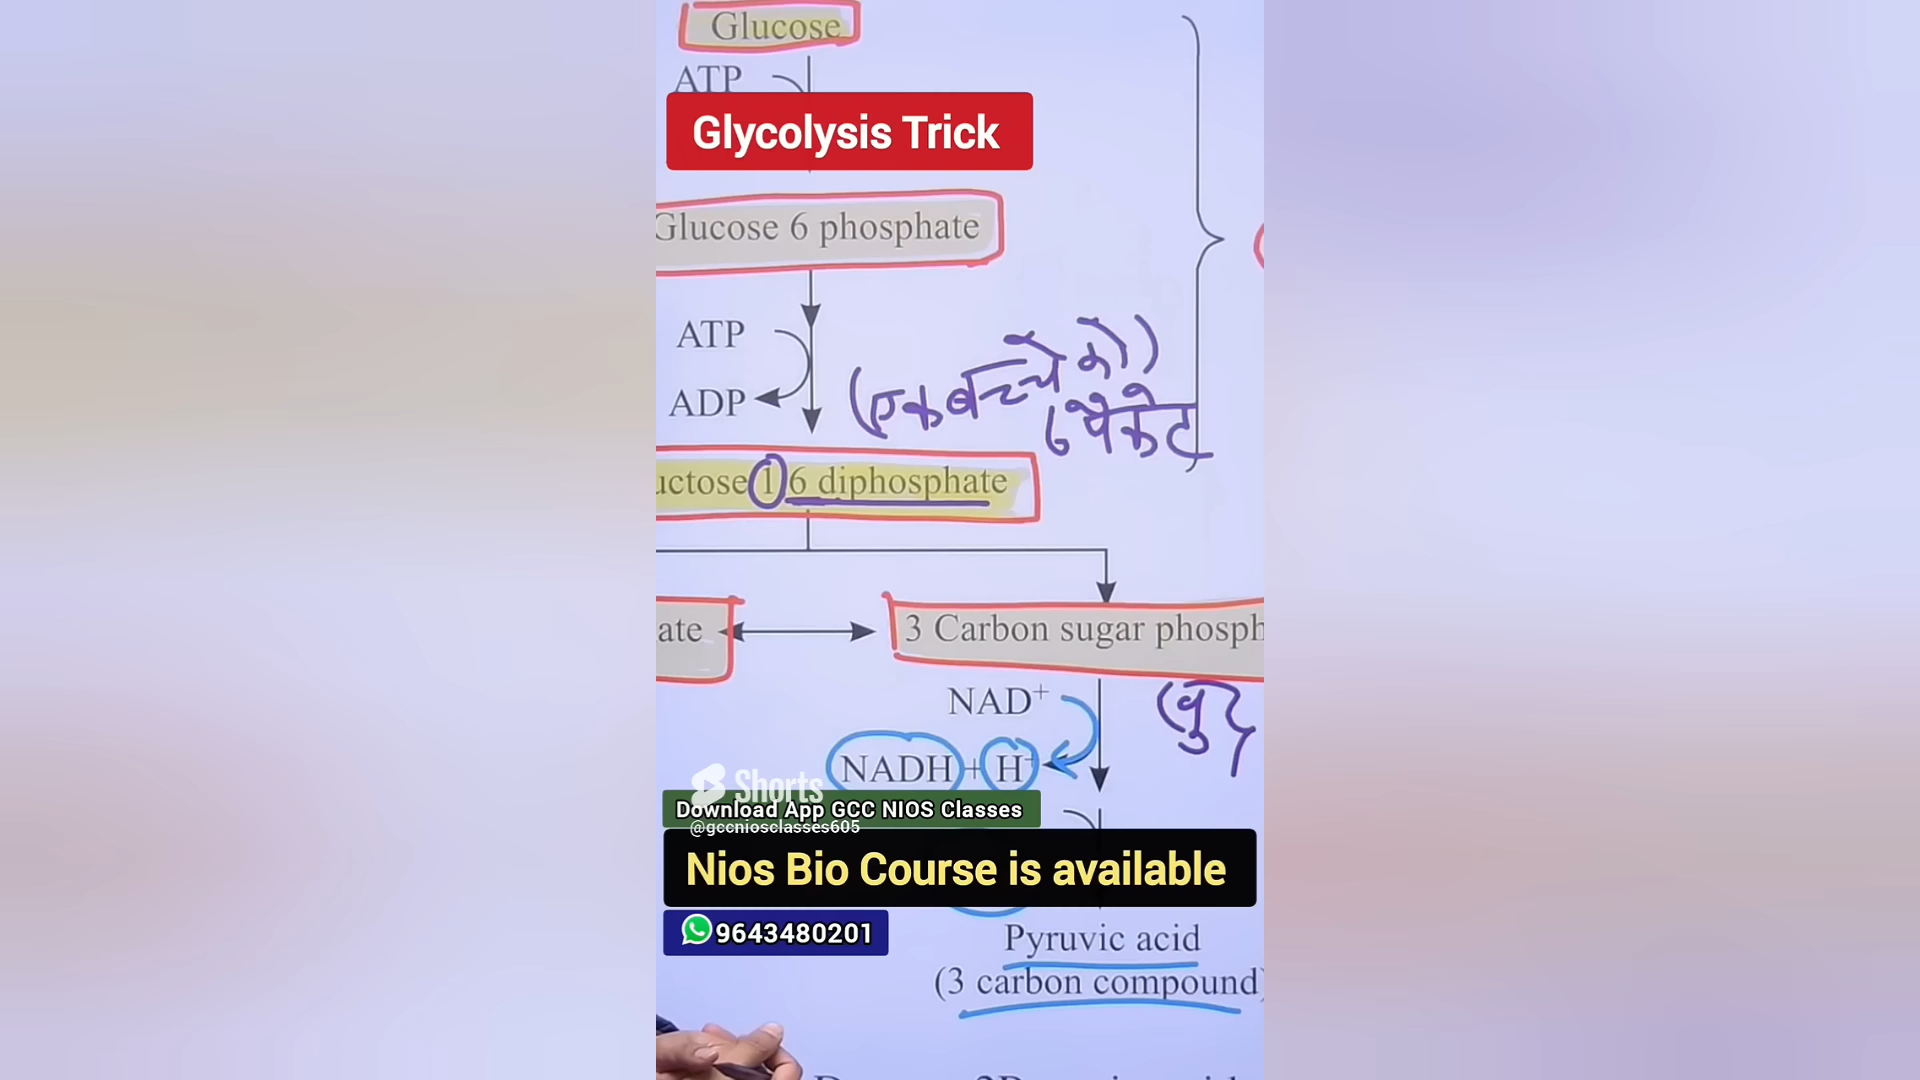 Glucose
ATP
Glycolysis Trick
Glucose 6 phosphate
ATP
ADP
(एक बच्चे को)
6 पैकेट
uctose 1 6 diphosphate
ate
3 Carbon sugar phosph
NAD+
NADH + H+
Shorts
Download App GCC NIOS Classes
@gccniosclasses605
Nios Bio Course is available
9643480201
Pyruvic acid
(3 carbon compound)